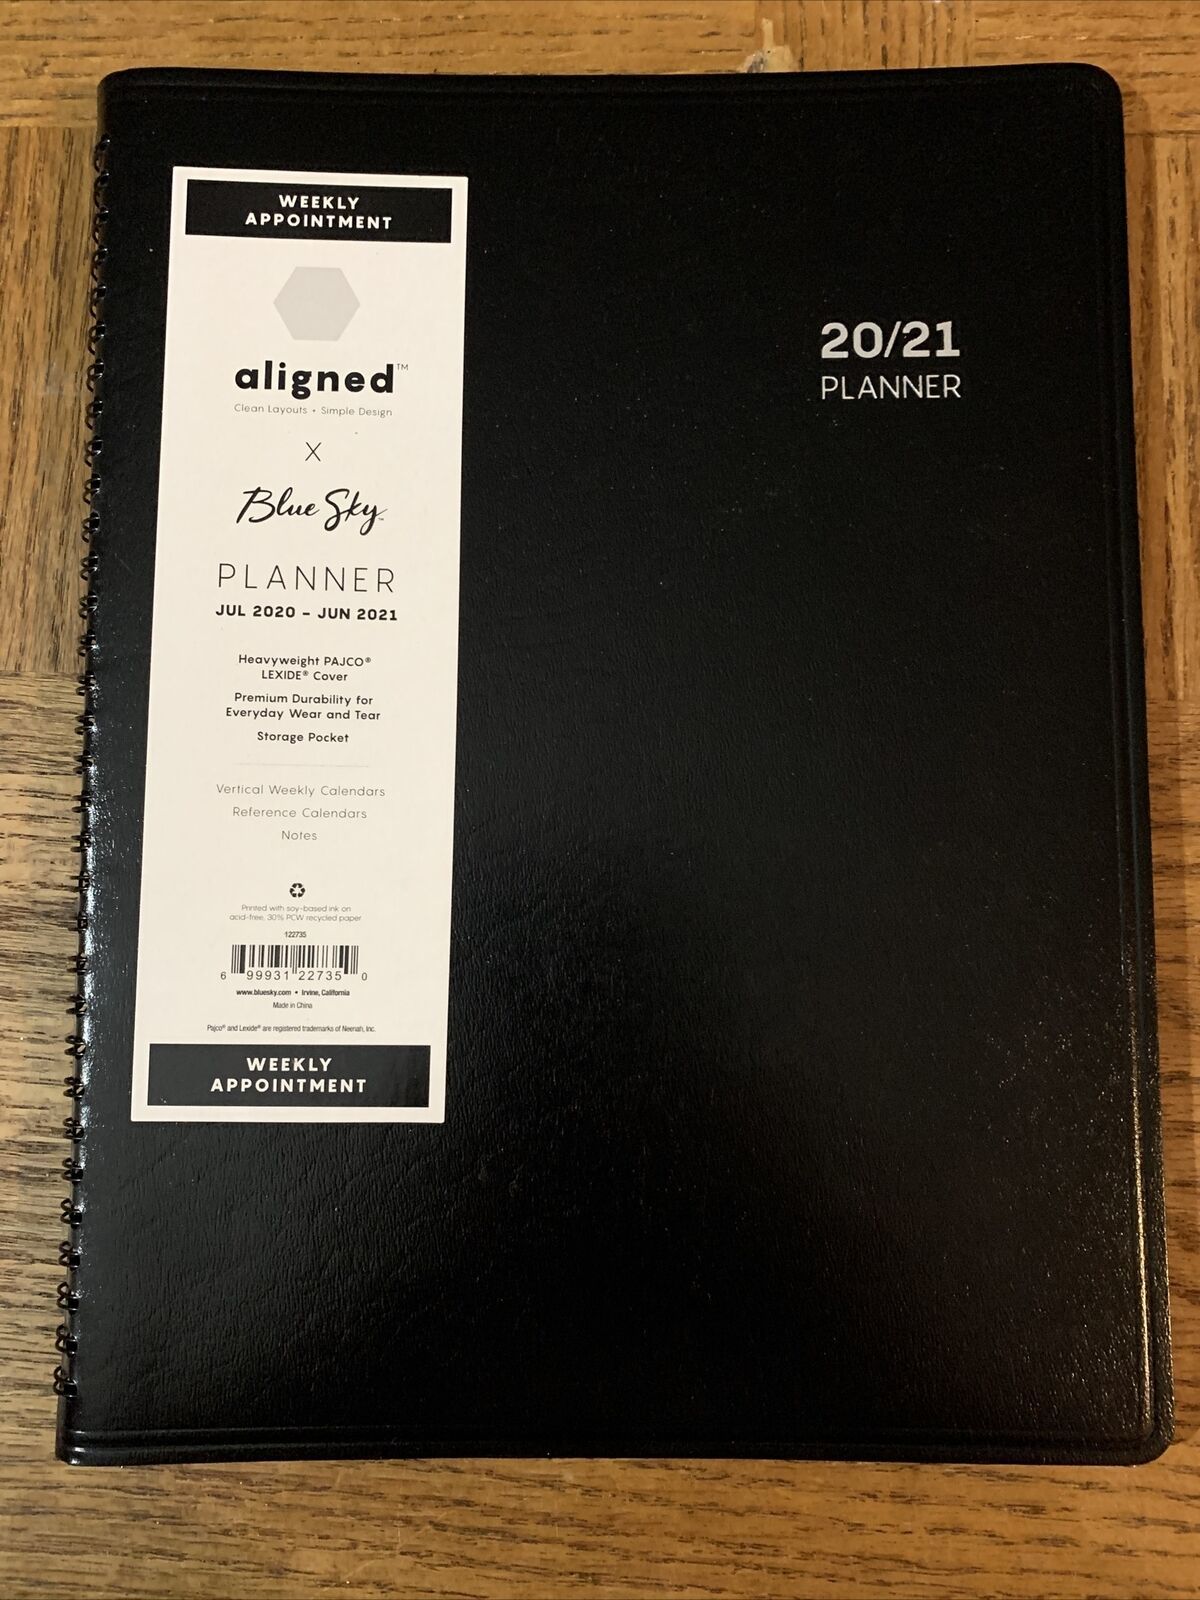 WEEKLY
APPOINTMENT
aligned™
Clean Layouts • Simple Design
X
Blue Sky™
PLANNER
JUL 2020 – JUN 2021
Heavyweight PAJCO®
LEXIDE® Cover
Premium Durability for
Everyday Wear and Tear
Storage Pocket
Vertical Weekly Calendars
Reference Calendars
Notes
Printed with soy-based ink on
acid-free, 30% PCW recycled paper
122735
6 99931 22735 0
www.bluesky.com • Irvine, California
Made in China
Pajco® and Lexide® are registered trademarks of Neenah, Inc.
WEEKLY
APPOINTMENT
20/21
PLANNER